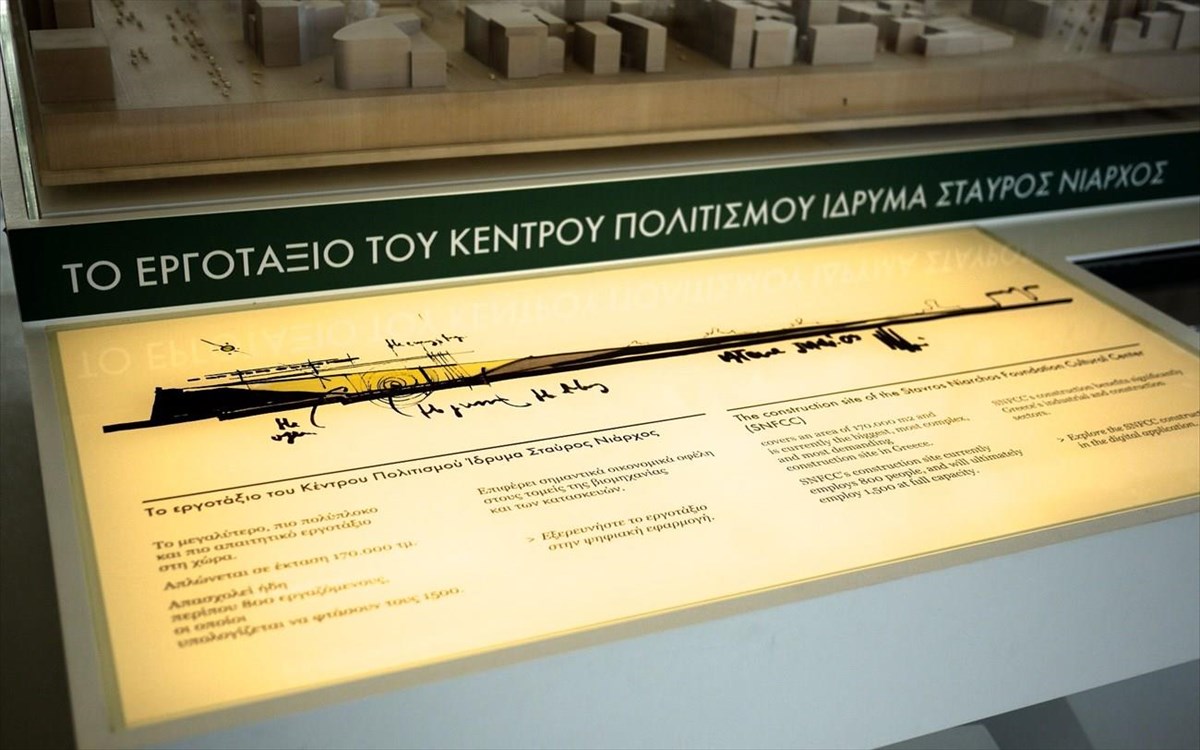 ΤΟ ΕΡΓΟΤΑΞΙΟ ΤΟΥ ΚΕΝΤΡΟΥ ΠΟΛΙΤΙΣΜΟΥ ΙΔΡΥΜΑ ΣΤΑΥΡΟΣ ΝΙΑΡΧΟΣ
Το εργοτάξιο του Κέντρου Πολιτισμού Ίδρυμα Σταύρος Νιάρχος
Το μεγαλύτερο, πιο πολύπλοκο
και πιο απαιτητικό εργοτάξιο
στη χώρα.
Απλώνεται σε έκταση 170.000 τμ.
Απασχολεί ήδη
περίπου 800 εργαζόμενους,
οι οποίοι
υπολογίζεται να φτάσουν τους 1500.
Επιφέρει σημαντικά οικονομικά οφέλη
στους τομείς της βιομηχανίας
και των κατασκευών.
> Εξερευνήστε το εργοτάξιο
στην ψηφιακή εφαρμογή.
The construction site of the Stavros Niarchos Foundation Cultural Center
(SNFCC)
covers an area of 170.000 m2 and
is currently the biggest, most complex,
and most demanding
construction site in Greece.
SNFCC's construction site currently
employs 800 people, and will ultimately
employ 1.500 at full capacity.
SNFCC's construction benefits significantly
Greece's industrial and construction
sectors.
> Explore the SNFCC construc
in the digital application.